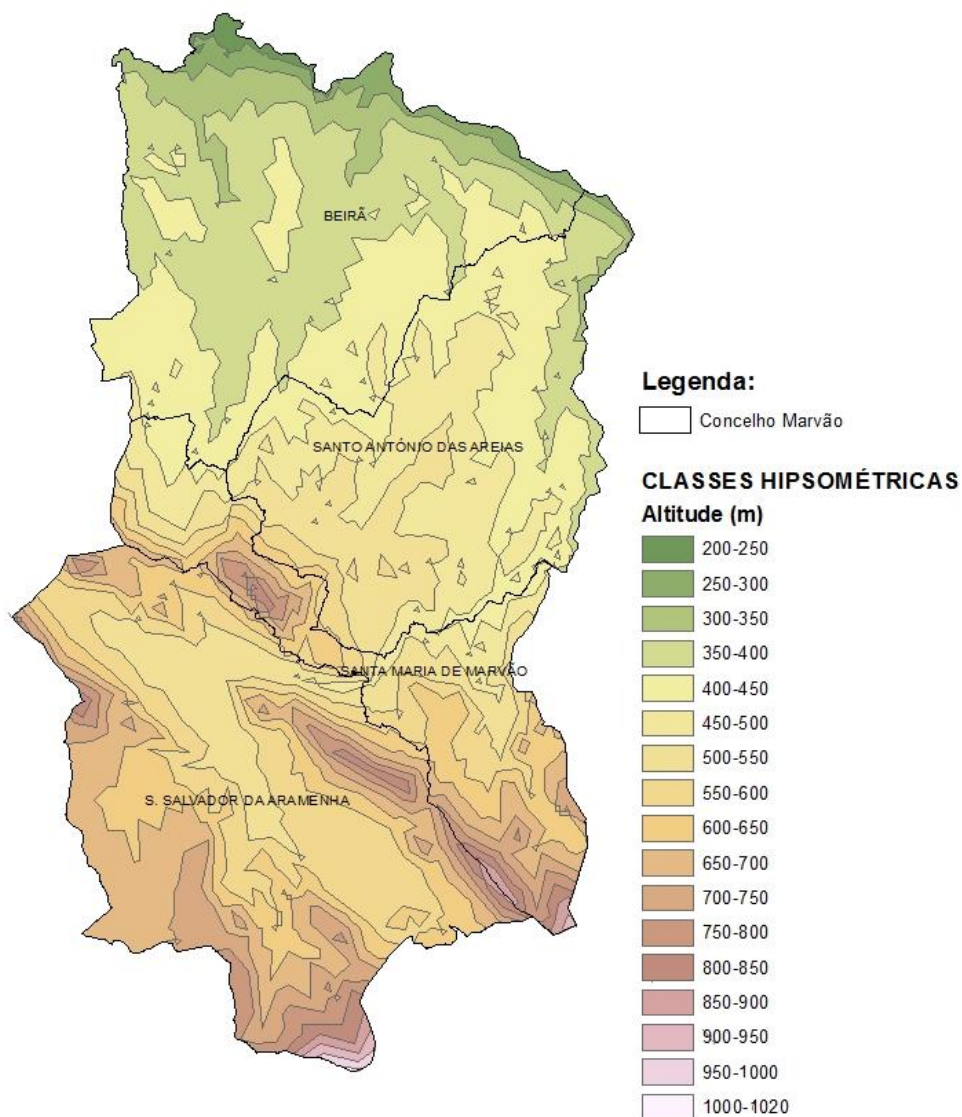 BEIRÃ
SANTO ANTÓNIO DAS AREIAS
SANTA MARIA DE MARVÃO
S. SALVADOR DA ARAMENHA
Legenda:
Concelho Marvão
CLASSES HIPSOMÉTRICAS
Altitude (m)
200-250
250-300
300-350
350-400
400-450
450-500
500-550
550-600
600-650
650-700
700-750
750-800
800-850
850-900
900-950
950-1000
1000-1020